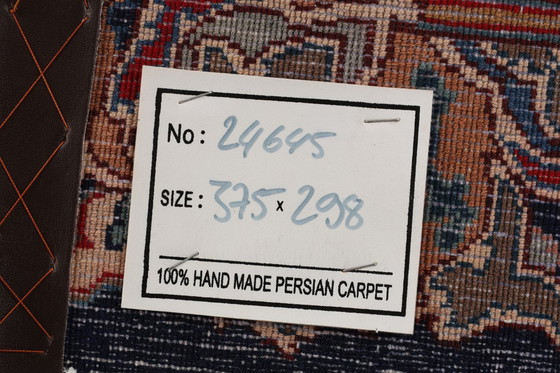 No: 24645
SIZE: 375 x 298
100% HAND MADE PERSIAN CARPET